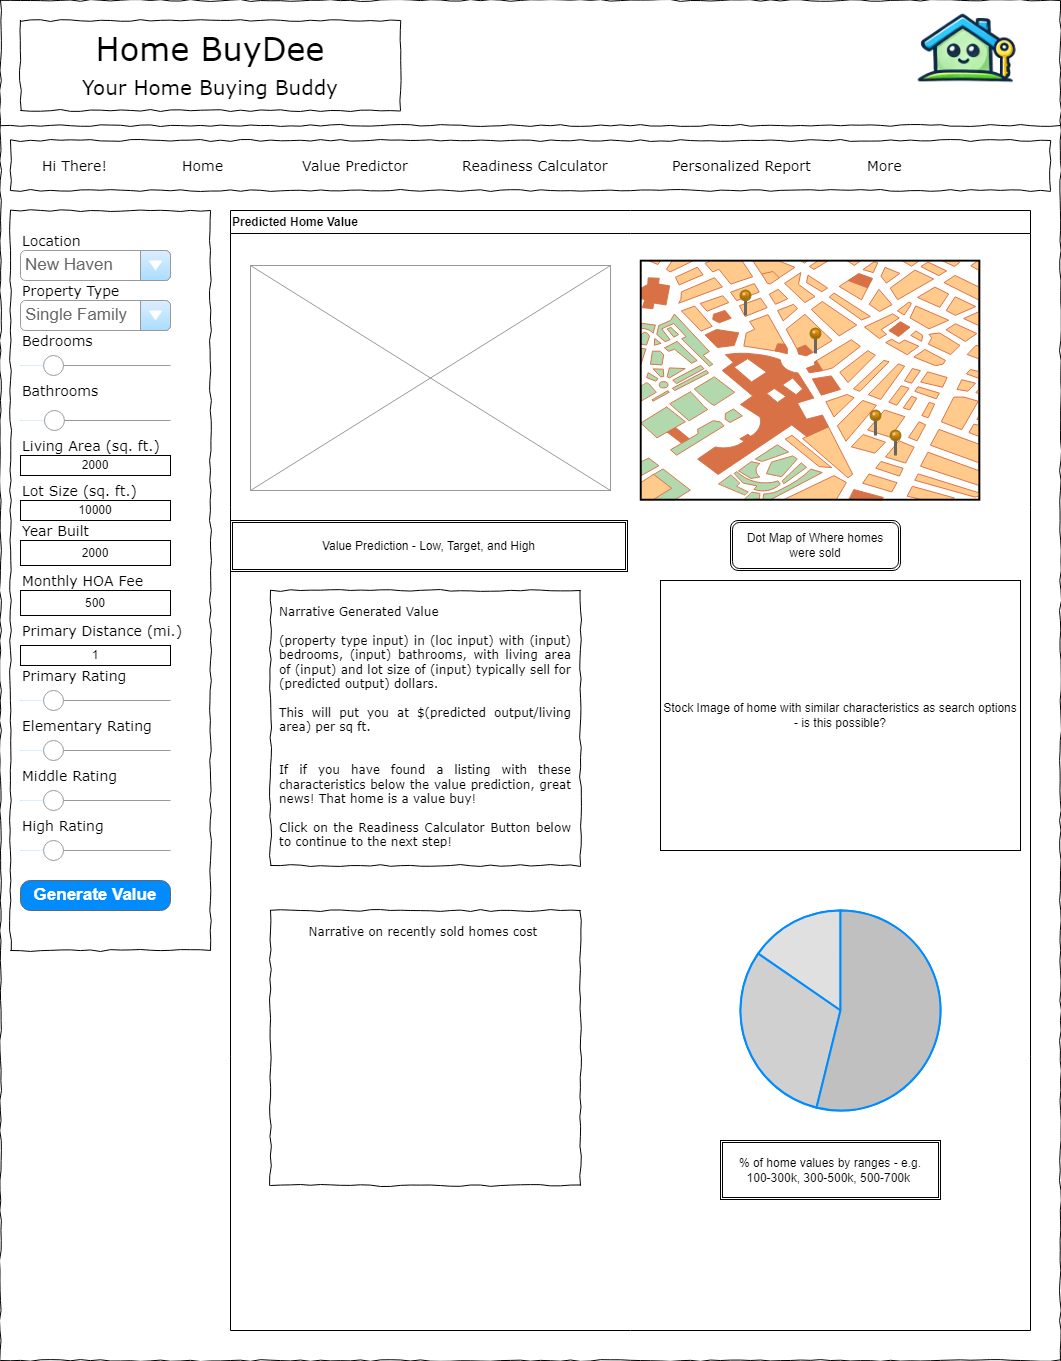 Home BuyDee
Your Home Buying Buddy
Hi There!
Home
Value Predictor
Readiness Calculator
Personalized Report
More
Location
New Haven
Property Type
Single Family
Bedrooms
Bathrooms
Living Area (sq. ft.)
2000
Lot Size (sq. ft.)
10000
Year Built
2000
Monthly HOA Fee
500
Primary Distance (mi.)
1
Primary Rating
Elementary Rating
Middle Rating
High Rating
Generate Value
Predicted Home Value
Value Prediction - Low, Target, and High
Dot Map of Where homes
were sold
Narrative Generated Value
(property type input) in (loc input) with (input)
bedrooms, (input) bathrooms, with living area
of (input) and lot size of (input) typically sell for
(predicted output) dollars.
This will put you at $(predicted output/living
area) per sq ft.
If if you have found a listing with these
characteristics below the value prediction, great
news! That home is a value buy!
Click on the Readiness Calculator Button below
to continue to the next step!
Stock Image of home with similar characteristics as search options
- is this possible?
Narrative on recently sold homes cost
% of home values by ranges - e.g.
100-300k, 300-500k, 500-700k